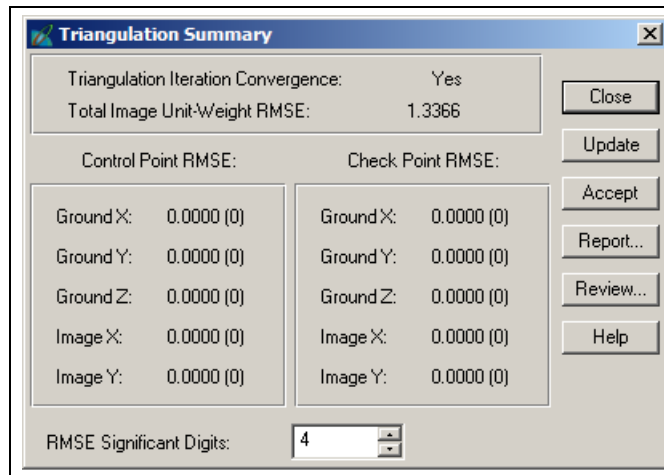 Triangulation Summary
Triangulation Iteration Convergence: Yes
Total Image Unit-Weight RMSE: 1.3366
Control Point RMSE:
Ground X: 0.0000 (0)
Ground Y: 0.0000 (0)
Ground Z: 0.0000 (0)
Image X: 0.0000 (0)
Image Y: 0.0000 (0)
Check Point RMSE:
Ground X: 0.0000 (0)
Ground Y: 0.0000 (0)
Ground Z: 0.0000 (0)
Image X: 0.0000 (0)
Image Y: 0.0000 (0)
RMSE Significant Digits: 4
Close
Update
Accept
Report...
Review...
Help